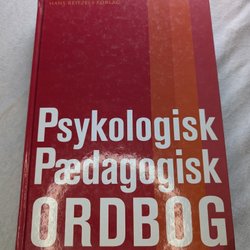 HANS REITZELS FORLAG
Psykologisk
Pædagogisk
ORDBOG